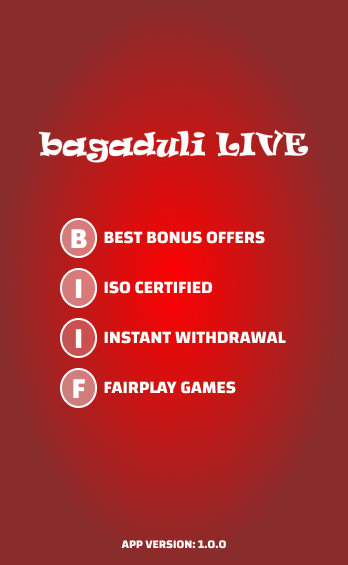 bagaduli LIVE
B BEST BONUS OFFERS
I ISO CERTIFIED
I INSTANT WITHDRAWAL
F FAIRPLAY GAMES
APP VERSION: 1.0.0